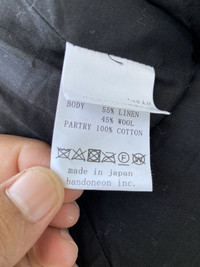 BODY 55% LINEN
45% WOOL
PARTRY 100% COTTON
F
made in japan
bandoneon inc.